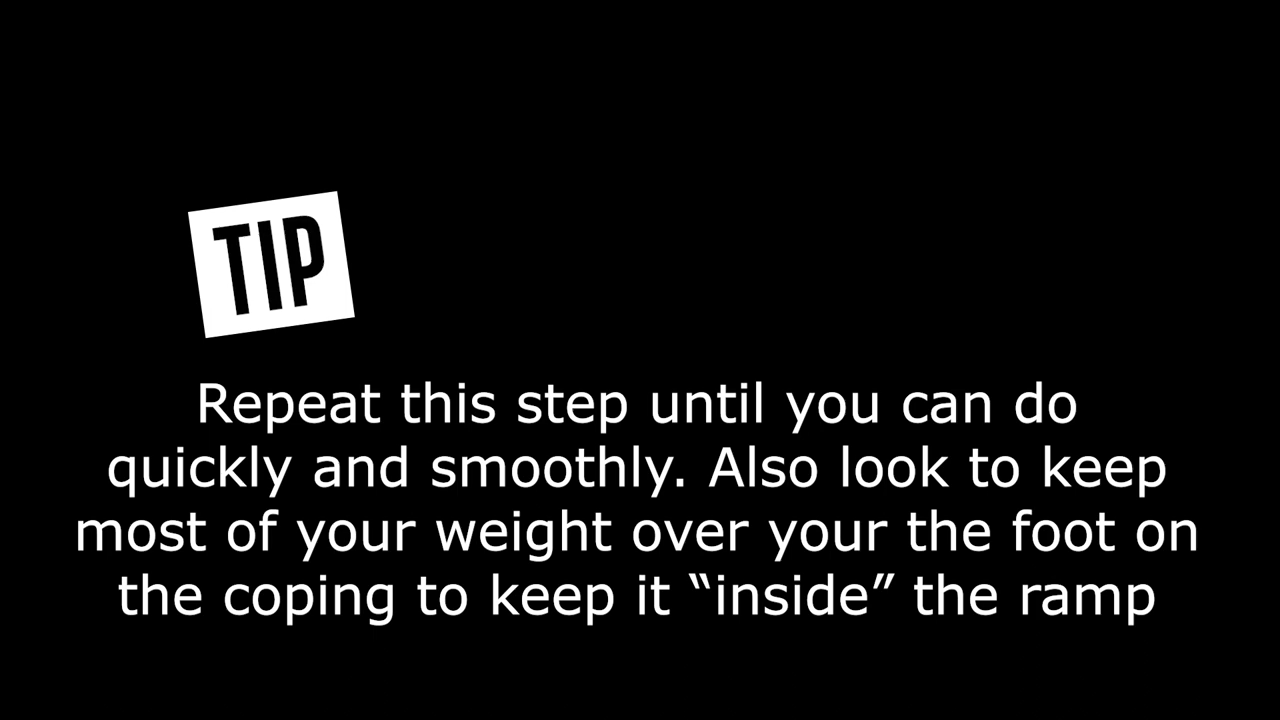 TIP
Repeat this step until you can do
quickly and smoothly. Also look to keep
most of your weight over your the foot on
the coping to keep it “inside” the ramp